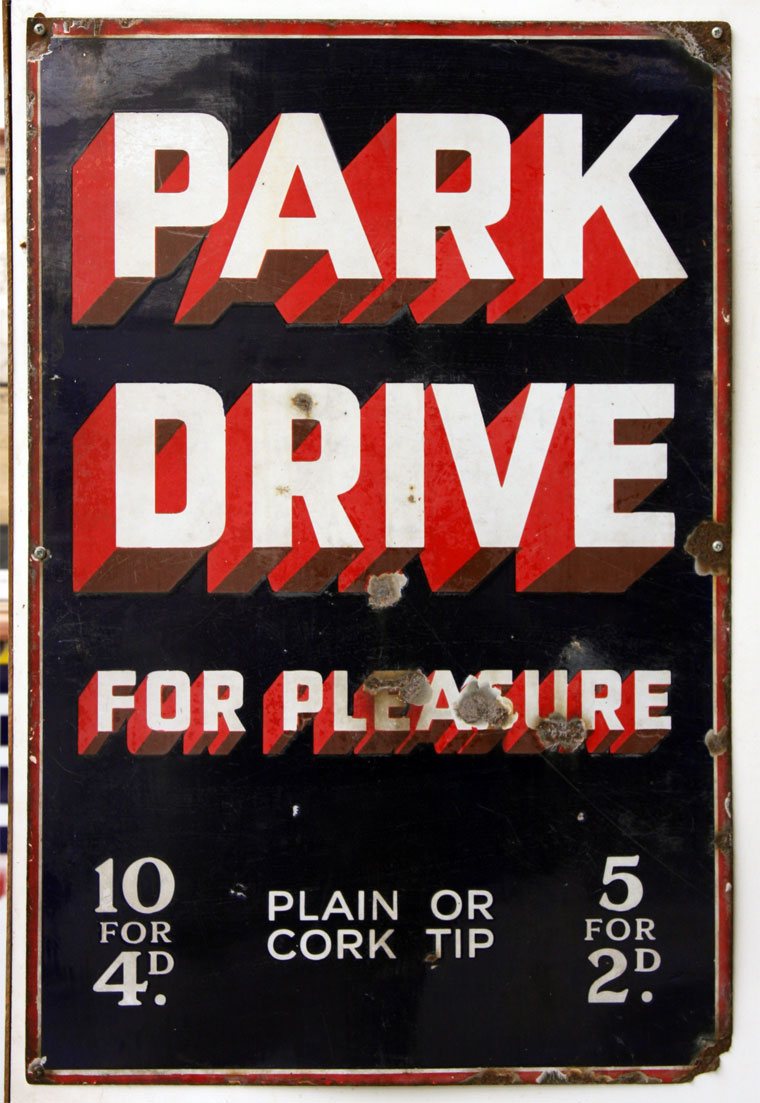 PARK
DRIVE
FOR PLEASURE
10
FOR
4D.
PLAIN OR
CORK TIP
5
FOR
2D.